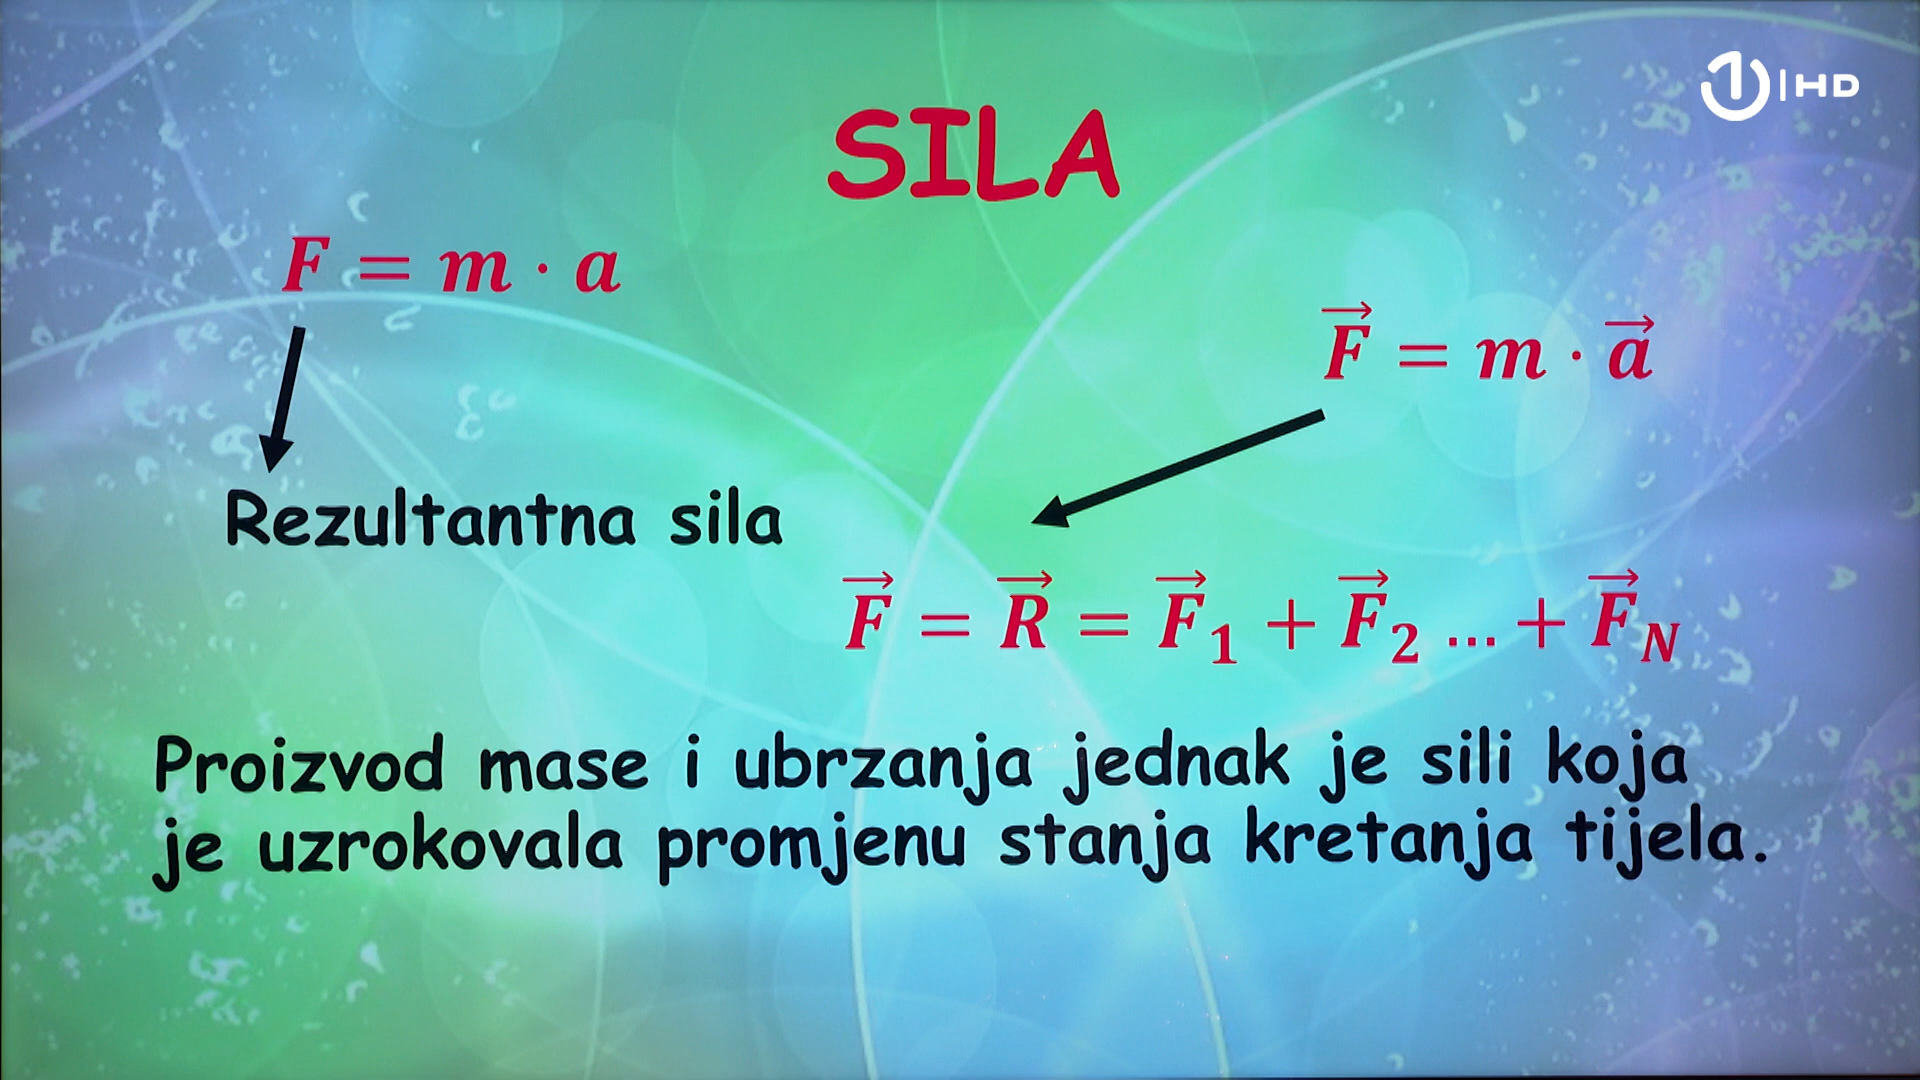 1|HD
SILA
F = m · a
F⃗ = m · a⃗
Rezultantna sila
F⃗ = R⃗ = F⃗₁ + F⃗₂ ... + F⃗_N
Proizvod mase i ubrzanja jednak je sili koja
je uzrokovala promjenu stanja kretanja tijela.